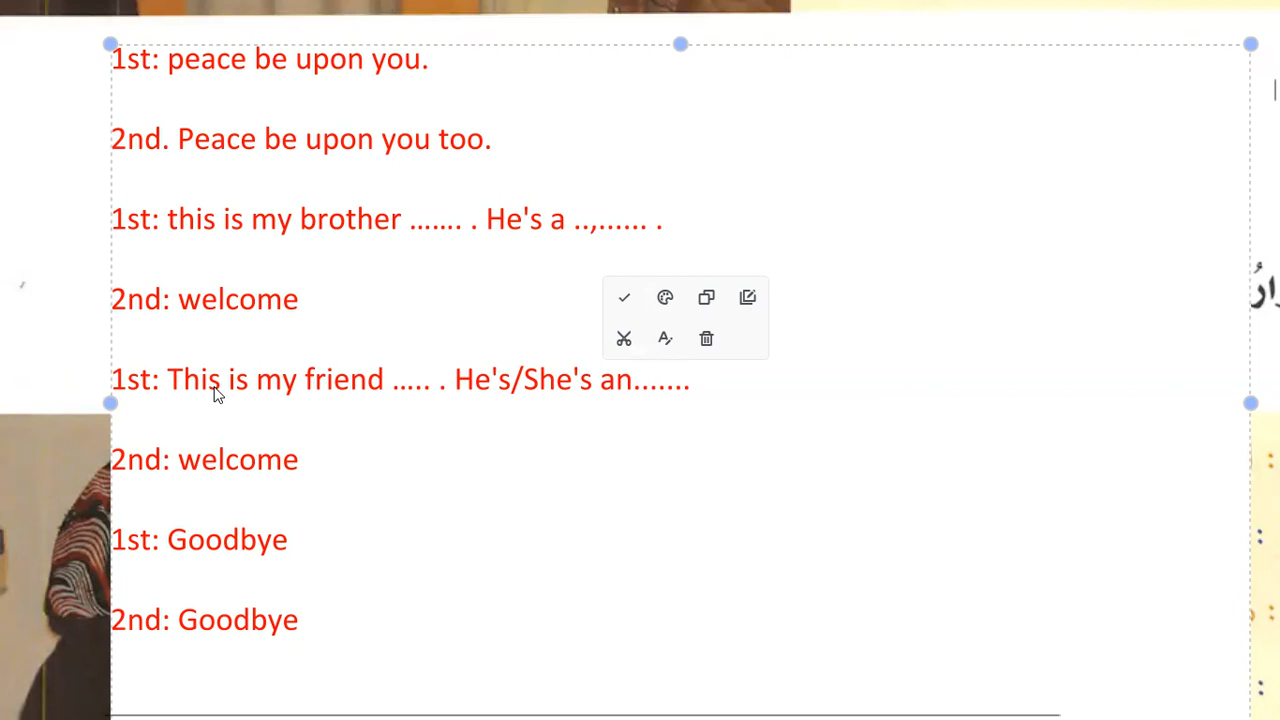 1st: peace be upon you.
2nd. Peace be upon you too.
1st: this is my brother ....... . He's a ..,...... .
2nd: welcome
1st: This is my friend ..... . He's/She's an.......
2nd: welcome
1st: Goodbye
2nd: Goodbye